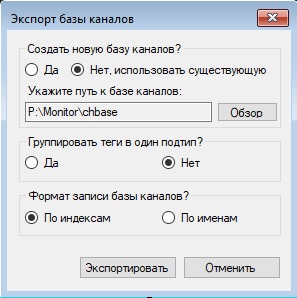 Экспорт базы каналов
Создать новую базу каналов?
Да Нет, использовать существующую
Укажите путь к базе каналов:
P:\Monitor\chbase Обзор
Группировать теги в один подтип?
Да Нет
Формат записи базы каналов?
По индексам По именам
Экспортировать Отменить